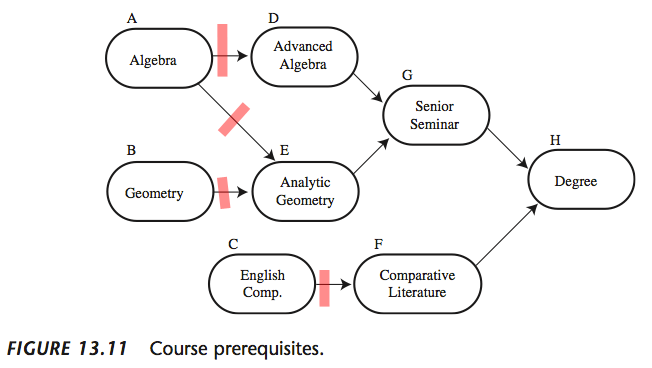 A
Algebra
D
Advanced
Algebra
G
Senior
Seminar
B
Geometry
E
Analytic
Geometry
H
Degree
C
English
Comp.
F
Comparative
Literature
FIGURE 13.11 Course prerequisites.